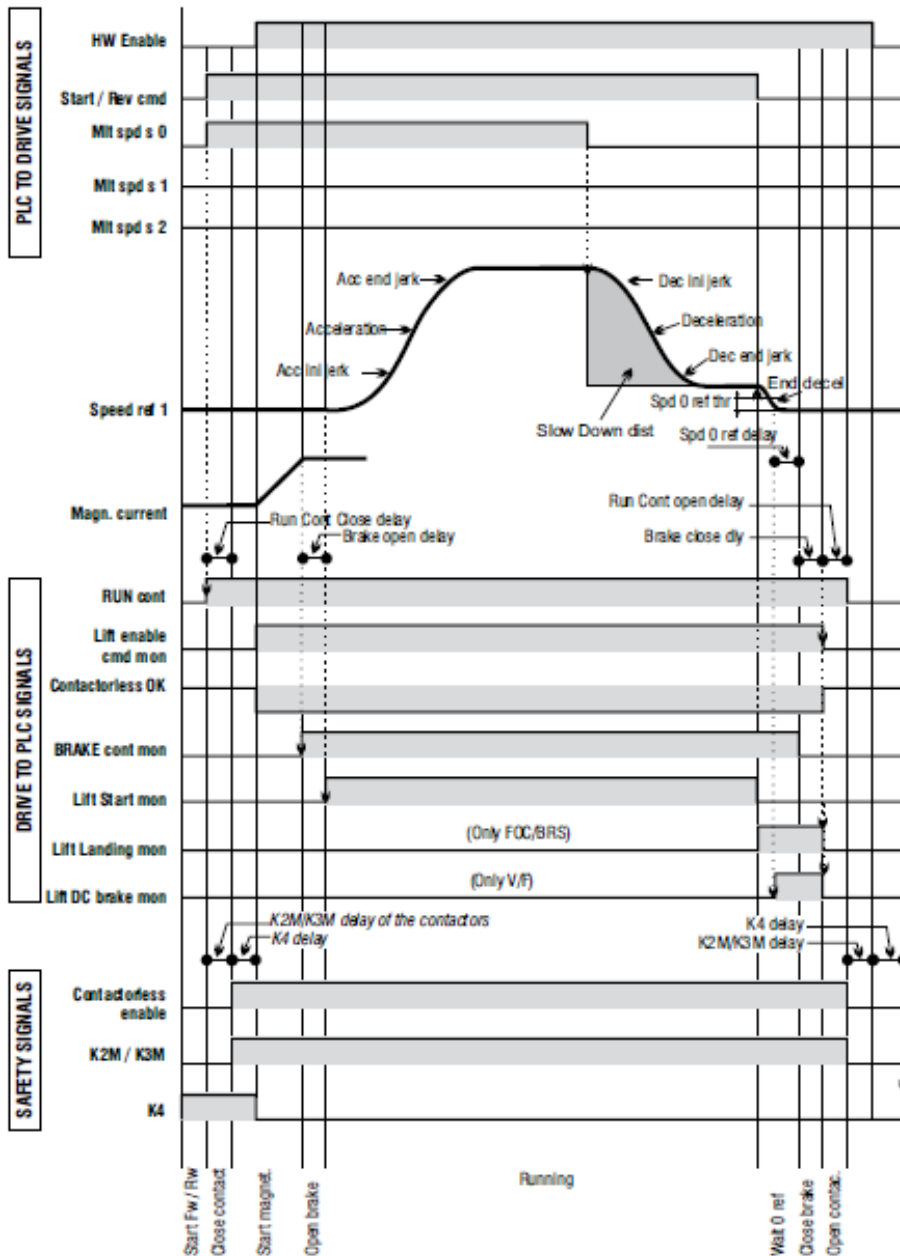 PLC TO DRIVE SIGNALS
HW Enable
Start / Rev cmd
Mlt spd s 0
Mlt spd s 1
Mlt spd s 2
Acc end jerk
Dec ini jerk
Acceleration
Deceleration
Acc ini jerk
Dec end jerk
End decel
Spd 0 ref thr
Speed ref 1
Slow Down dist
Spd 0 ref delay
Magn. current
Run Cont Close delay
Run Cont open delay
Brake open delay
Brake close dly
DRIVE TO PLC SIGNALS
RUN cont
Lift enable
cmd mon
Contactorless OK
BRAKE cont mon
Lift Start mon
(Only FOC/BRS)
Lift Landing mon
(Only V/F)
Lift DC brake mon
K2M/K3M delay of the contactors
K4 delay
K4 delay
K2M/K3M delay
SAFETY SIGNALS
Contactorless
enable
K2M / K3M
K4
Start Fw / Rw
Close contact
Start magnet.
Open brake
Running
Wait 0 ref
Close brake
Open contac.